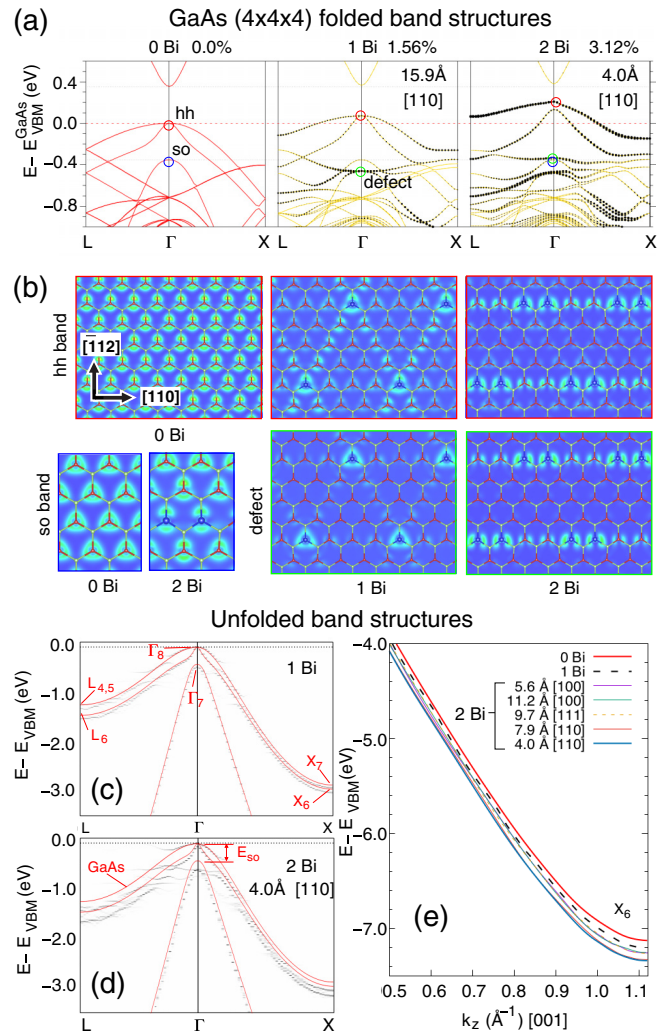 (a) GaAs (4x4x4) folded band structures
0 Bi 0.0% 1 Bi 1.56% 2 Bi 3.12%
E− E_VBM^GaAs (eV)
0.4
0.0
−0.4
−0.8
hh
so
15.9Å
[110]
defect
4.0Å
[110]
L Γ X L Γ X L Γ X
(b)
hh band
[1̅12]
[110]
0 Bi
so band
defect
0 Bi 2 Bi
1 Bi 2 Bi
Unfolded band structures
E− E_VBM (eV)
0.0
−1.0
−2.0
−3.0
Γ8
1 Bi
L4,5
L6
Γ7
X7
X6
(c)
L Γ X
E− E_VBM (eV)
0.0
−1.0
−2.0
−3.0
GaAs
E_so
2 Bi
4.0Å [110]
(d)
L Γ X
E− E_VBM (eV)
−4.0
−5.0
−6.0
−7.0
0 Bi
1 Bi
2 Bi
5.6 Å [100]
11.2 Å [100]
9.7Å [111]
7.9 Å [110]
4.0Å [110]
X6
(e)
0.5 0.6 0.7 0.8 0.9 1.0 1.1
k_z (Å⁻¹) [001]